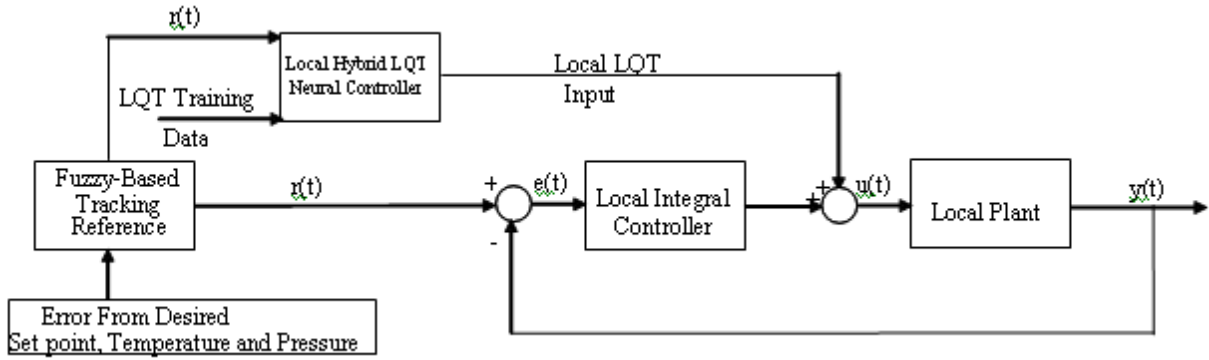 r(t)
Local Hybrid LQT
Neural Controller
Local LQT
Input
LQT Training
Data
Fuzzy-Based
Tracking
Reference
r(t)
+
-
e(t)
Local Integral
Controller
+
+
u(t)
Local Plant
y(t)
Error From Desired
Set point, Temperature and Pressure